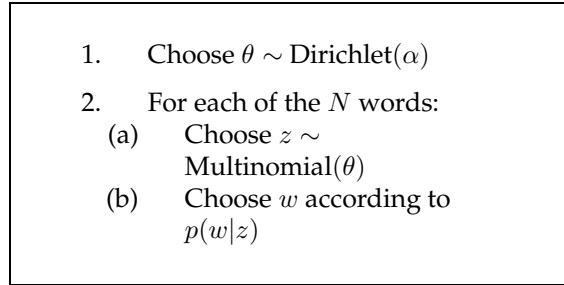 1. Choose θ ∼ Dirichlet(α)
2. For each of the N words:
(a) Choose z ∼
Multinomial(θ)
(b) Choose w according to
p(w|z)